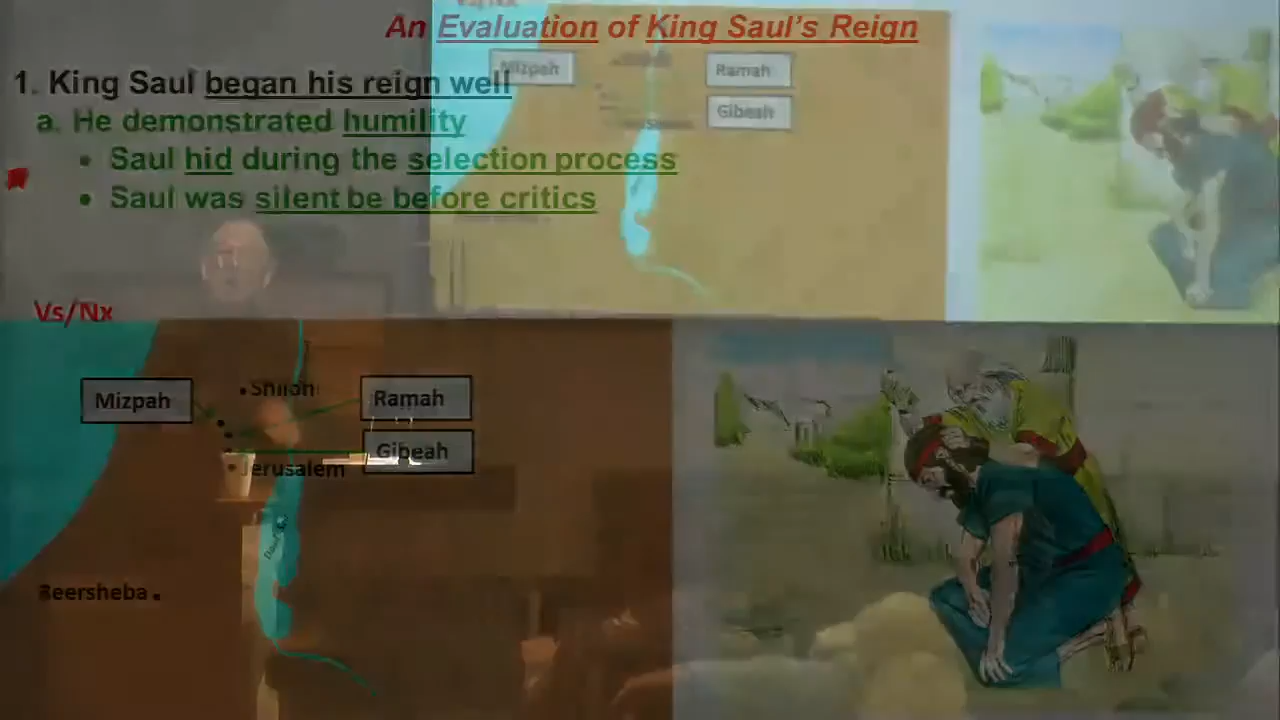 An Evaluation of King Saul's Reign
1. King Saul began his reign well
a. He demonstrated humility
• Saul hid during the selection process
• Saul was silent be before critics
Mizpah
Ramah
Gibeah
Vs/Nx
Mizpah
Shiloh
Ramah
Gibeah
Jerusalem
Beersheba